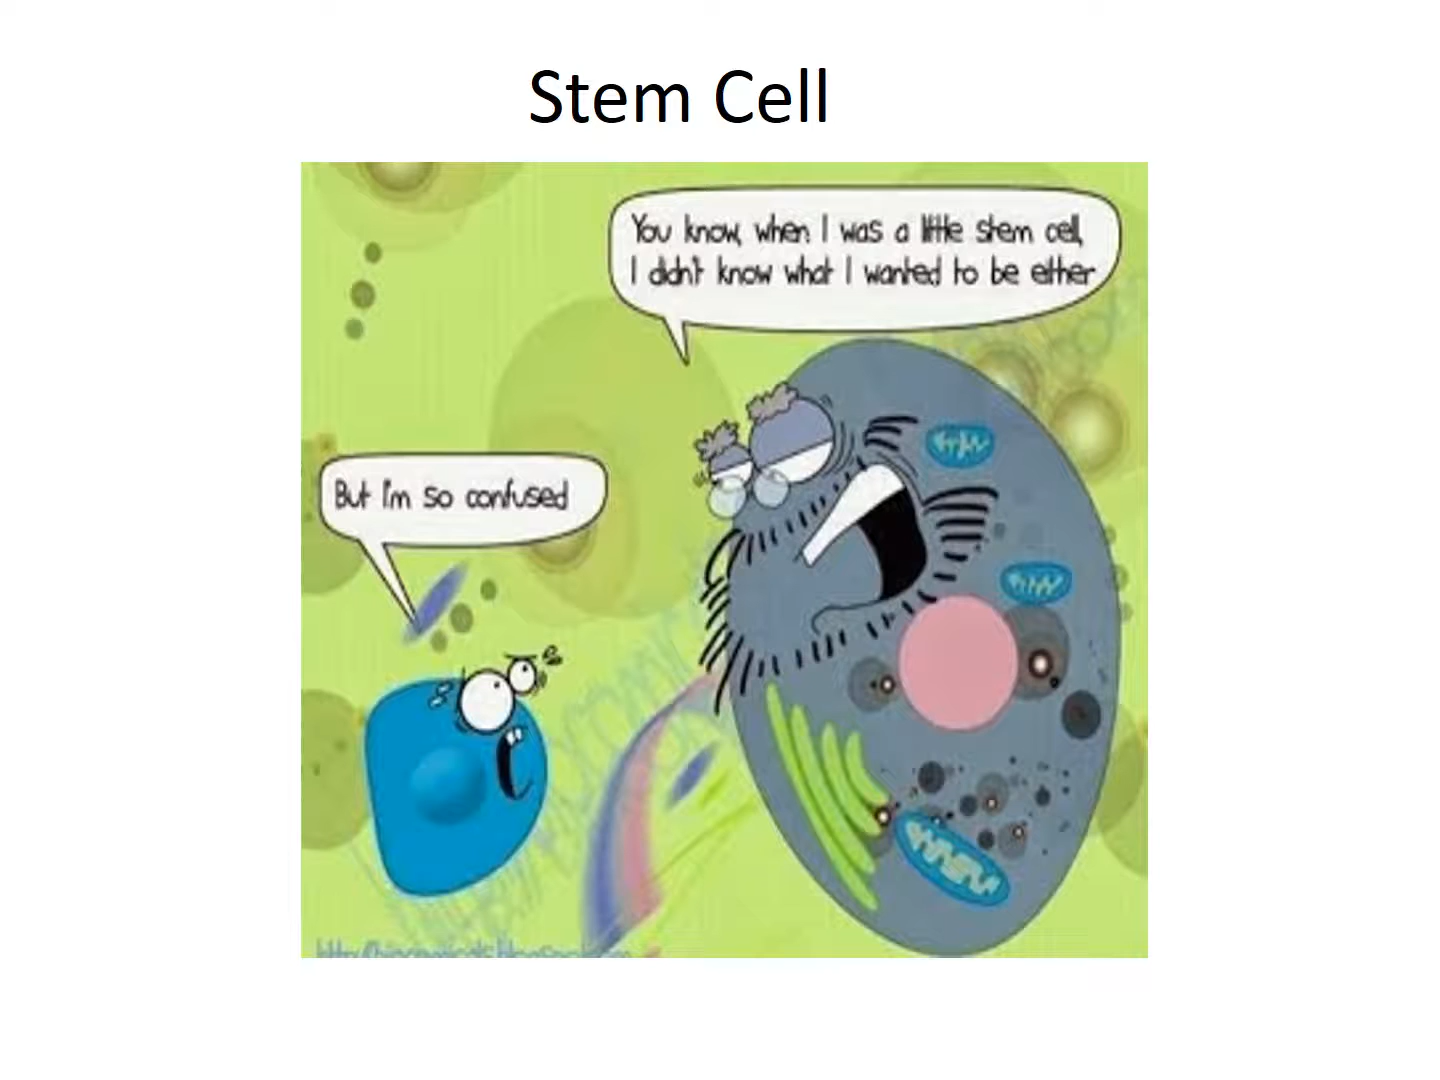 Stem Cell
You know, when I was a little stem cell,
I didn't know what I wanted to be either
But I'm so confused